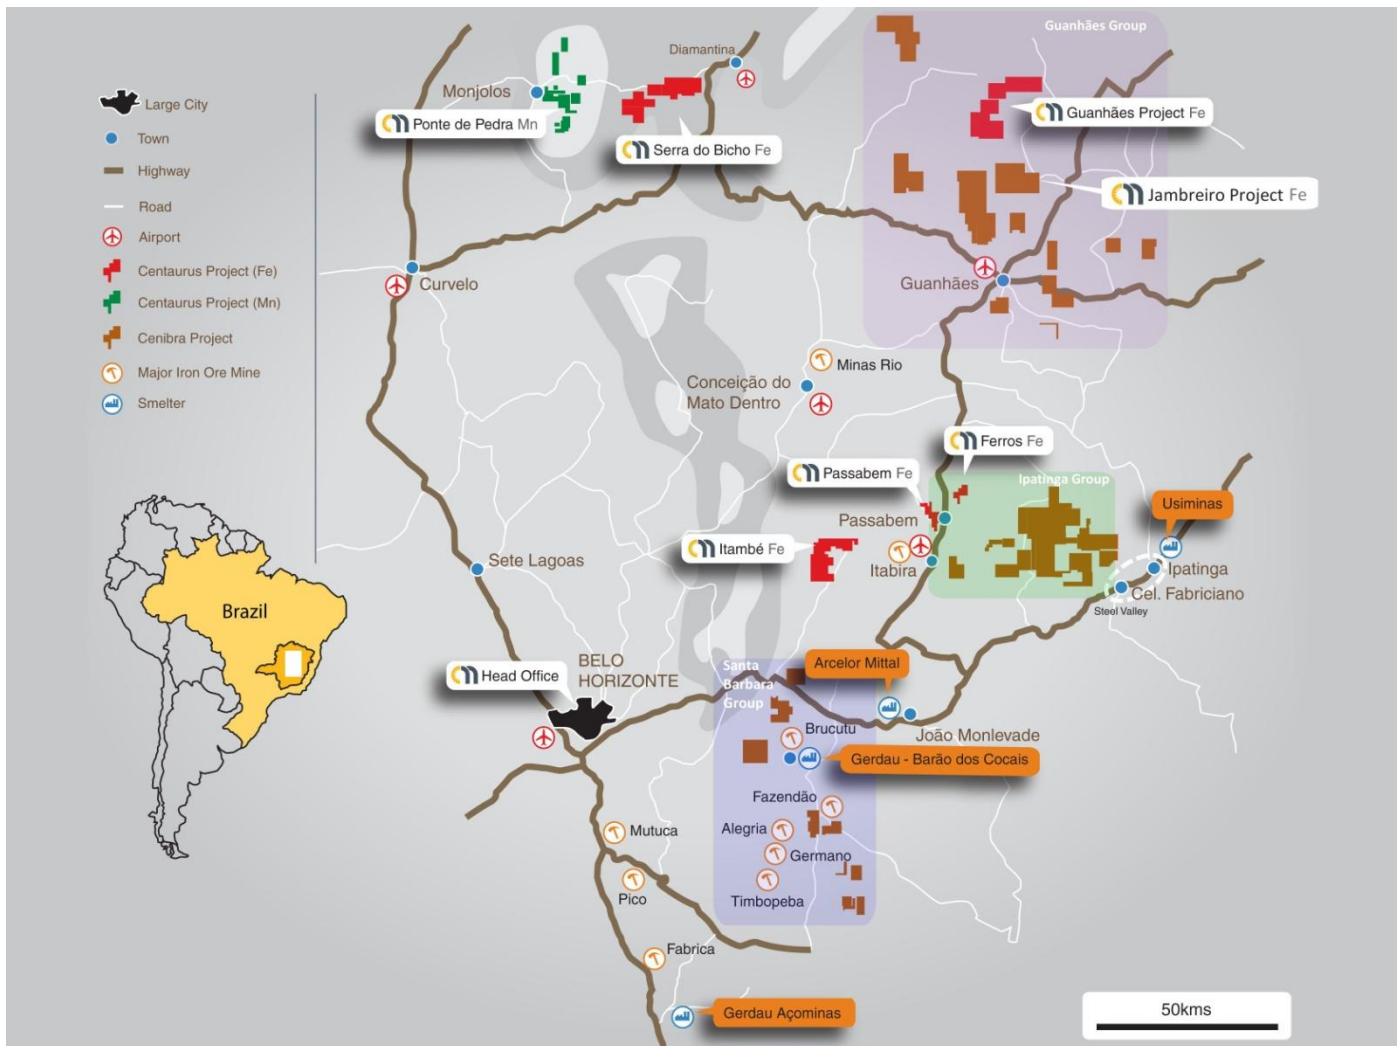 Guanhães Group
Diamantina
Monjolos
Large City
Ponte de Pedra Mn
Guanhães Project Fe
Town
Serra do Bicho Fe
Highway
Jambreiro Project Fe
Road
Airport
Centaurus Project (Fe)
Curvelo
Guanhães
Centaurus Project (Mn)
Cenibra Project
Minas Rio
Major Iron Ore Mine
Conceição do
Mato Dentro
Smelter
Ferros Fe
Passabem Fe
Ipatinga Group
Usiminas
Passabem
Itambé Fe
Sete Lagoas
Itabira
Ipatinga
Cel. Fabriciano
Steel Valley
Brazil
BELO
HORIZONTE
Head Office
Santa
Barbara
Group
Arcelor Mittal
Brucutu
João Monlevade
Gerdau - Barão dos Cocais
Fazendão
Mutuca
Alegria
Germano
Pico
Timbopeba
Fabrica
Gerdau Açominas
50kms